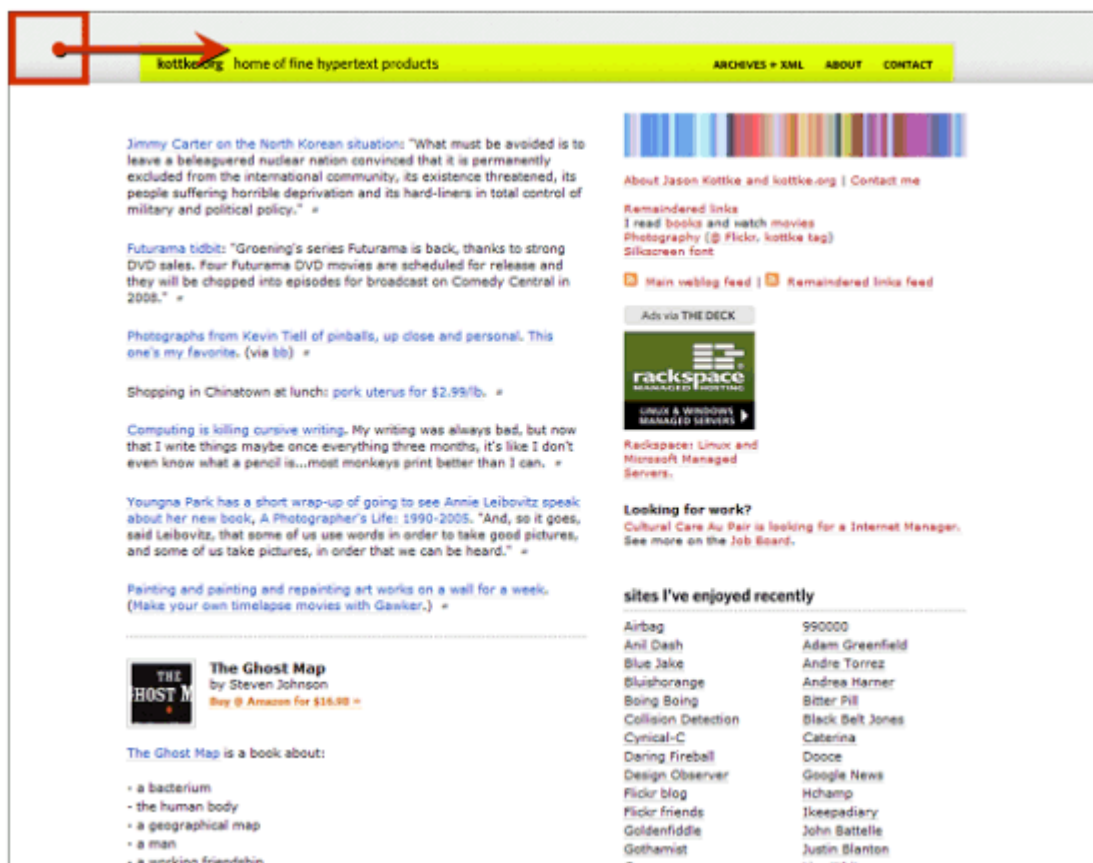 kottke.org home of fine hypertext products
ARCHIVES + XML ABOUT CONTACT
Jimmy Carter on the North Korean situation: "What must be avoided is to
leave a beleaguered nuclear nation convinced that it is permanently
excluded from the international community, its existence threatened, its
people suffering horrible deprivation and its hard-liners in total control of
military and political policy." #
Futurama tidbit: "Groening's series Futurama is back, thanks to strong
DVD sales. Four Futurama DVD movies are scheduled for release and
they will be chopped into episodes for broadcast on Comedy Central in
2008." #
Photographs from Kevin Tiell of pinballs, up close and personal. This
one's my favorite. (via bb) #
Shopping in Chinatown at lunch: pork uterus for $2.99/lb. #
Computing is killing cursive writing. My writing was always bad, but now
that I write things maybe once everything three months, it's like I don't
even know what a pencil is...most monkeys print better than I can. #
Youngna Park has a short wrap-up of going to see Annie Leibovitz speak
about her new book, A Photographer's Life: 1990-2005. "And, so it goes,
said Leibovitz, that some of us use words in order to take good pictures,
and some of us take pictures, in order that we can be heard." #
Painting and painting and repainting art works on a wall for a week.
(Make your own timelapse movies with Gawker.) #
THE
HOST M
The Ghost Map
by Steven Johnson
Buy @ Amazon for $16.98 »
The Ghost Map is a book about:
- a bacterium
- the human body
- a geographical map
- a man
- a working friendship
About Jason Kottke and kottke.org | Contact me
Remaindered links
I read books and watch movies
Photography (@ Flickr, kottke tag)
Silkscreen font
Main weblog feed | Remaindered links feed
Ads via THE DECK
rackspace
MANAGED HOSTING
LINUX & WINDOWS
MANAGED SERVERS
Rackspace: Linux and
Microsoft Managed
Servers.
Looking for work?
Cultural Care Au Pair is looking for a Internet Manager.
See more on the Job Board.
sites I've enjoyed recently
Airbag 990000
Anil Dash Adam Greenfield
Blue Jake Andre Torrez
Bluishorange Andrea Harner
Boing Boing Bitter Pill
Collision Detection Black Belt Jones
Cynical-C Caterina
Daring Fireball Dooce
Design Observer Google News
Flickr blog Hchamp
Flickr friends Ikeepadiary
Goldenfiddle John Battelle
Gothamist Justin Blanton